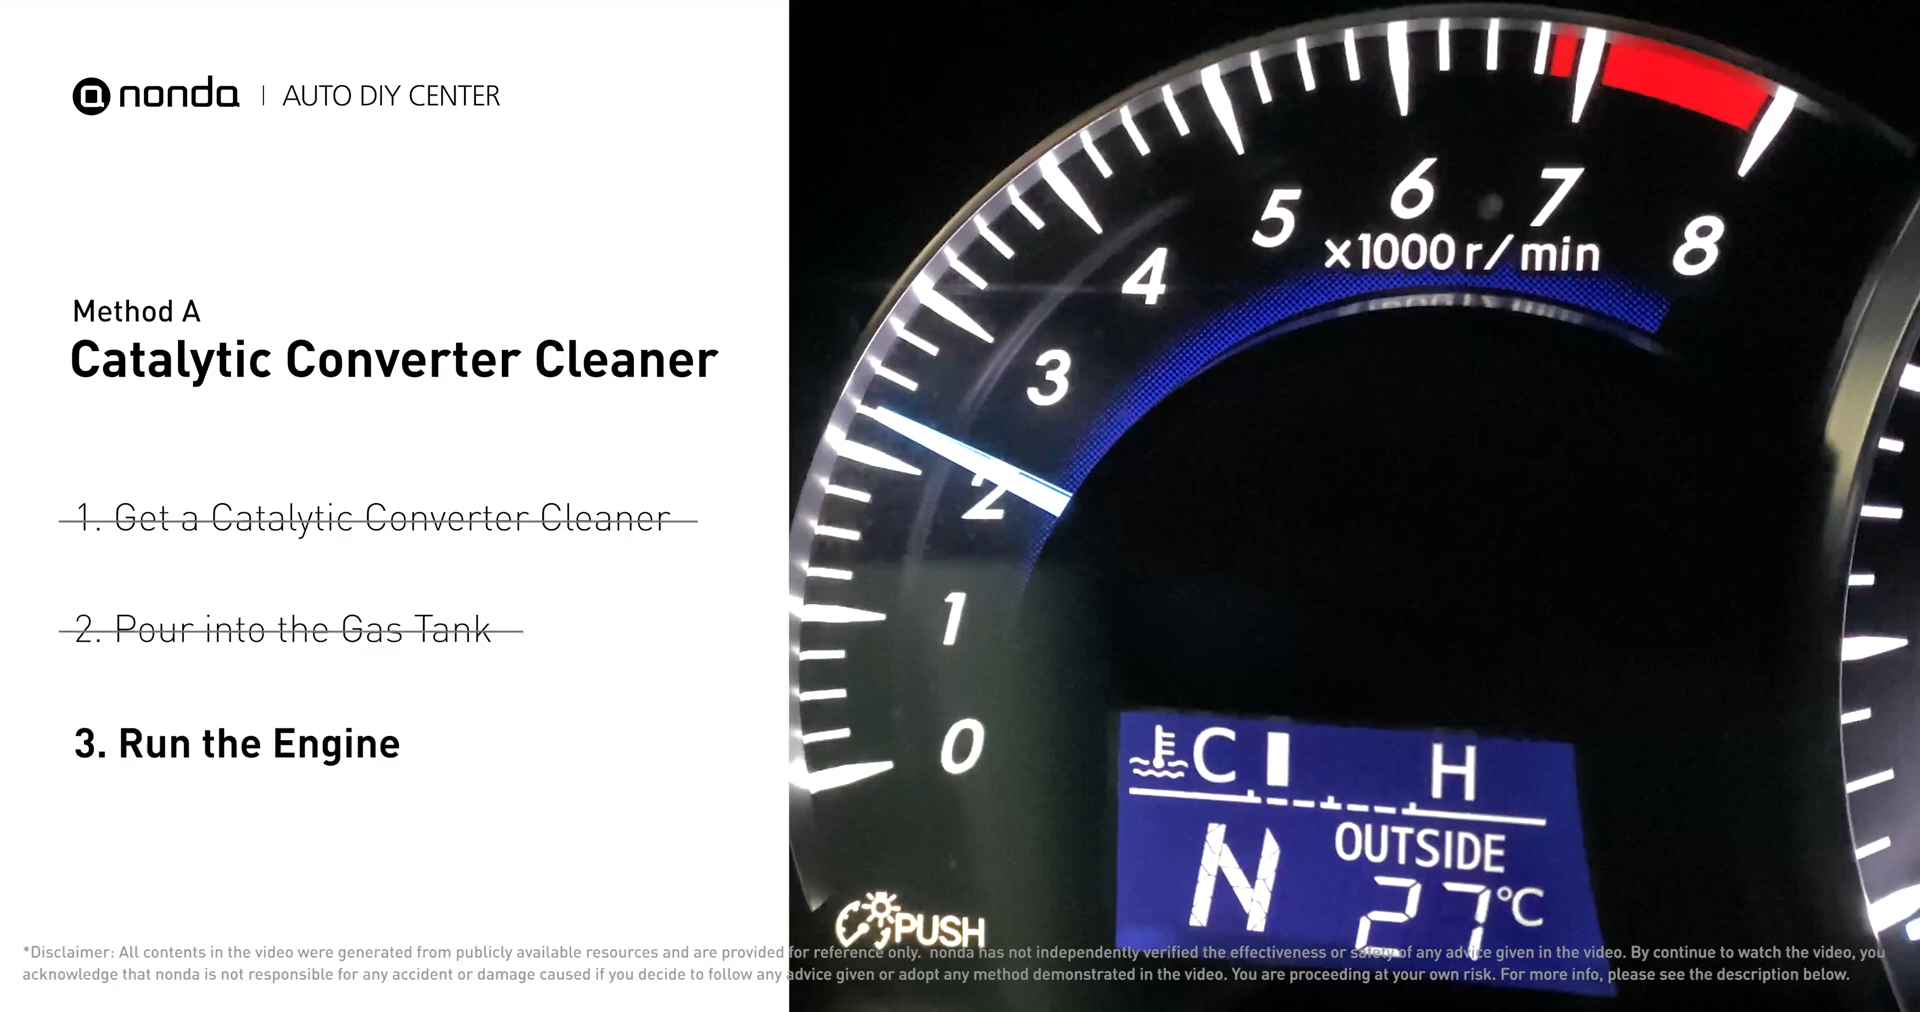 nonda | AUTO DIY CENTER
Method A
Catalytic Converter Cleaner
1. Get a Catalytic Converter Cleaner
2. Pour into the Gas Tank
3. Run the Engine
0
1
2
3
4
5
6
7
8
x1000 r/min
C H
N
OUTSIDE
27°C
PUSH
*Disclaimer: All contents in the video were generated from publicly available resources and are provided for reference only. nonda has not independently verified the effectiveness or safety of any advice given in the video. By continue to watch the video, you
acknowledge that nonda is not responsible for any accident or damage caused if you decide to follow any advice given or adopt any method demonstrated in the video. You are proceeding at your own risk. For more info, please see the description below.